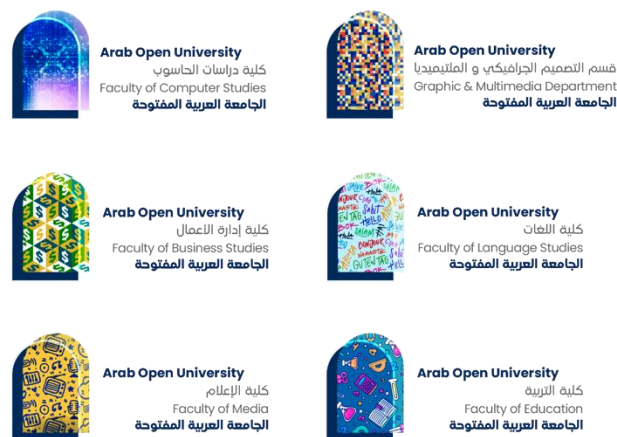 Arab Open University
كلية دراسات الحاسوب
Faculty of Computer Studies
الجامعة العربية المفتوحة
Arab Open University
قسم التصميم الجرافيكي و الملتيميديا
Graphic & Multimedia Department
الجامعة العربية المفتوحة
Arab Open University
كلية إدارة الأعمال
Faculty of Business Studies
الجامعة العربية المفتوحة
Arab Open University
كلية اللغات
Faculty of Language Studies
الجامعة العربية المفتوحة
Arab Open University
كلية الإعلام
Faculty of Media
الجامعة العربية المفتوحة
Arab Open University
كلية التربية
Faculty of Education
الجامعة العربية المفتوحة